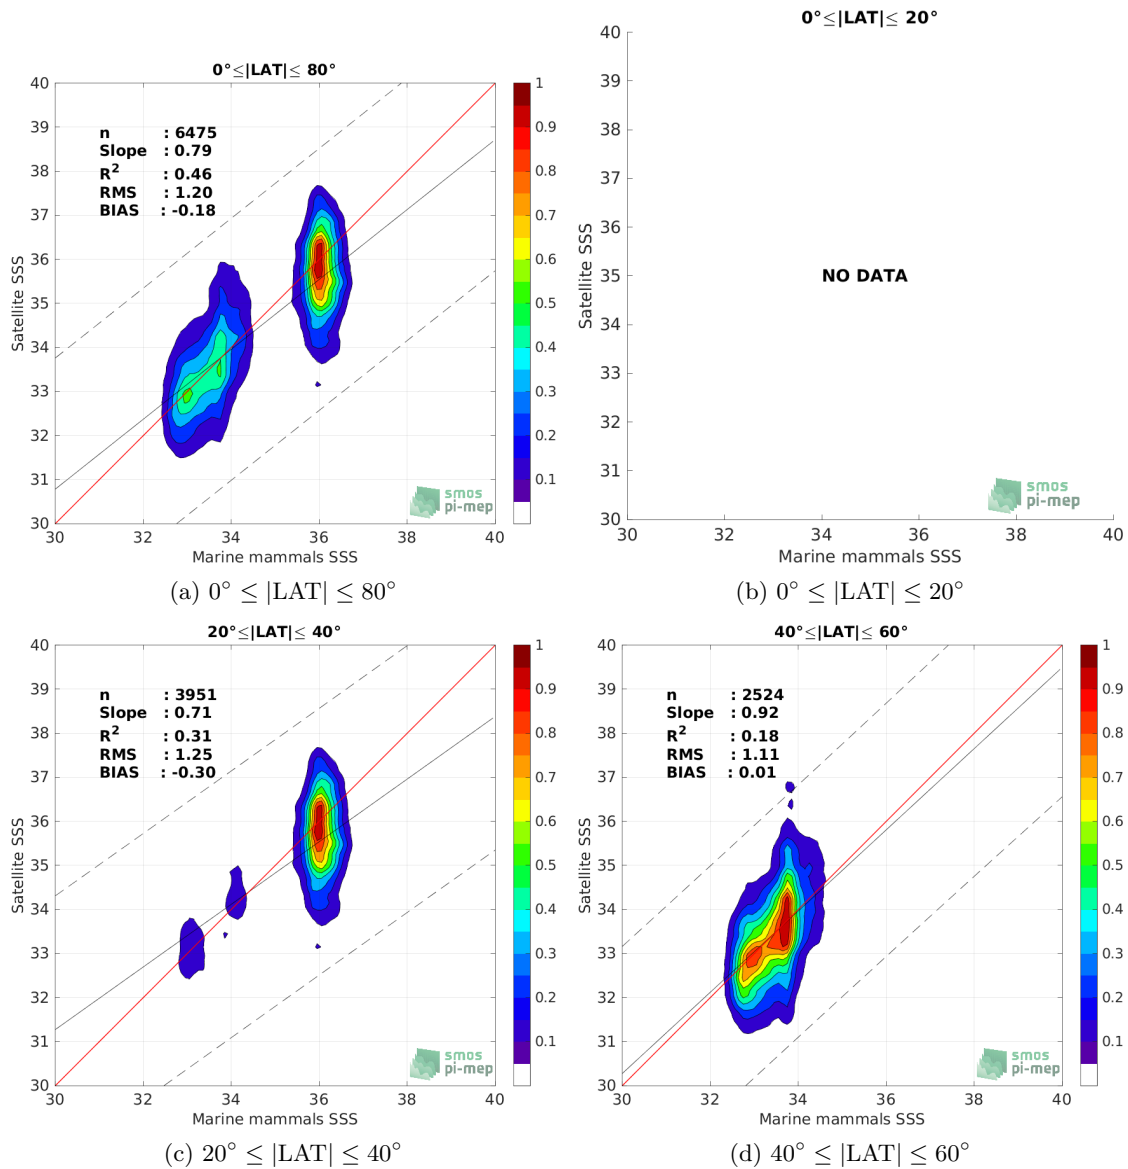 0°≤|LAT|≤ 80°
40
39
38
37
36
35
34
33
32
31
30
n : 6475
Slope : 0.79
R²  : 0.46
RMS : 1.20
BIAS : -0.18
Satellite SSS
30 32 34 36 38 40
Marine mammals SSS
1
0.9
0.8
0.7
0.6
0.5
0.4
0.3
0.2
0.1
smos
pi-mep
(a) 0° ≤ |LAT| ≤ 80°
0°≤|LAT|≤ 20°
40
39
38
37
36
35
34
33
32
31
30
Satellite SSS
NO DATA
smos
pi-mep
30 32 34 36 38 40
Marine mammals SSS
(b) 0° ≤ |LAT| ≤ 20°
20°≤|LAT|≤ 40°
40
39
38
37
36
35
34
33
32
31
30
n : 3951
Slope : 0.71
R² : 0.31
RMS : 1.25
BIAS : -0.30
Satellite SSS
30 32 34 36 38 40
Marine mammals SSS
1
0.9
0.8
0.7
0.6
0.5
0.4
0.3
0.2
0.1
smos
pi-mep
(c) 20° ≤ |LAT| ≤ 40°
40°≤|LAT|≤ 60°
40
39
38
37
36
35
34
33
32
31
30
n : 2524
Slope : 0.92
R² : 0.18
RMS : 1.11
BIAS : 0.01
Satellite SSS
30 32 34 36 38 40
Marine mammals SSS
1
0.9
0.8
0.7
0.6
0.5
0.4
0.3
0.2
0.1
smos
pi-mep
(d) 40° ≤ |LAT| ≤ 60°